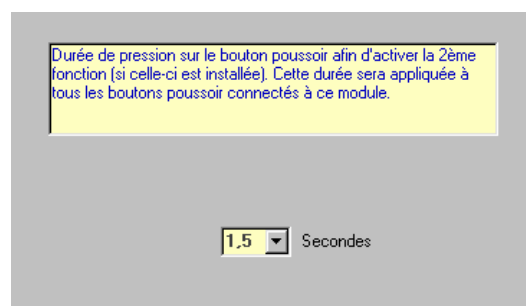 Durée de pression sur le bouton poussoir afin d'activer la 2ème
fonction (si celle-ci est installée). Cette durée sera appliquée à
tous les boutons poussoir connectés à ce module.
1,5 Secondes